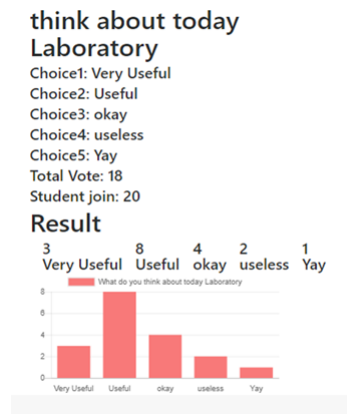 think about today
Laboratory
Choice1: Very Useful
Choice2: Useful
Choice3: okay
Choice4: useless
Choice5: Yay
Total Vote: 18
Student join: 20
Result
3 8 4 2 1
Very Useful Useful okay useless Yay
What do you think about today Laboratory
8
6
4
2
0
Very Useful Useful okay useless Yay